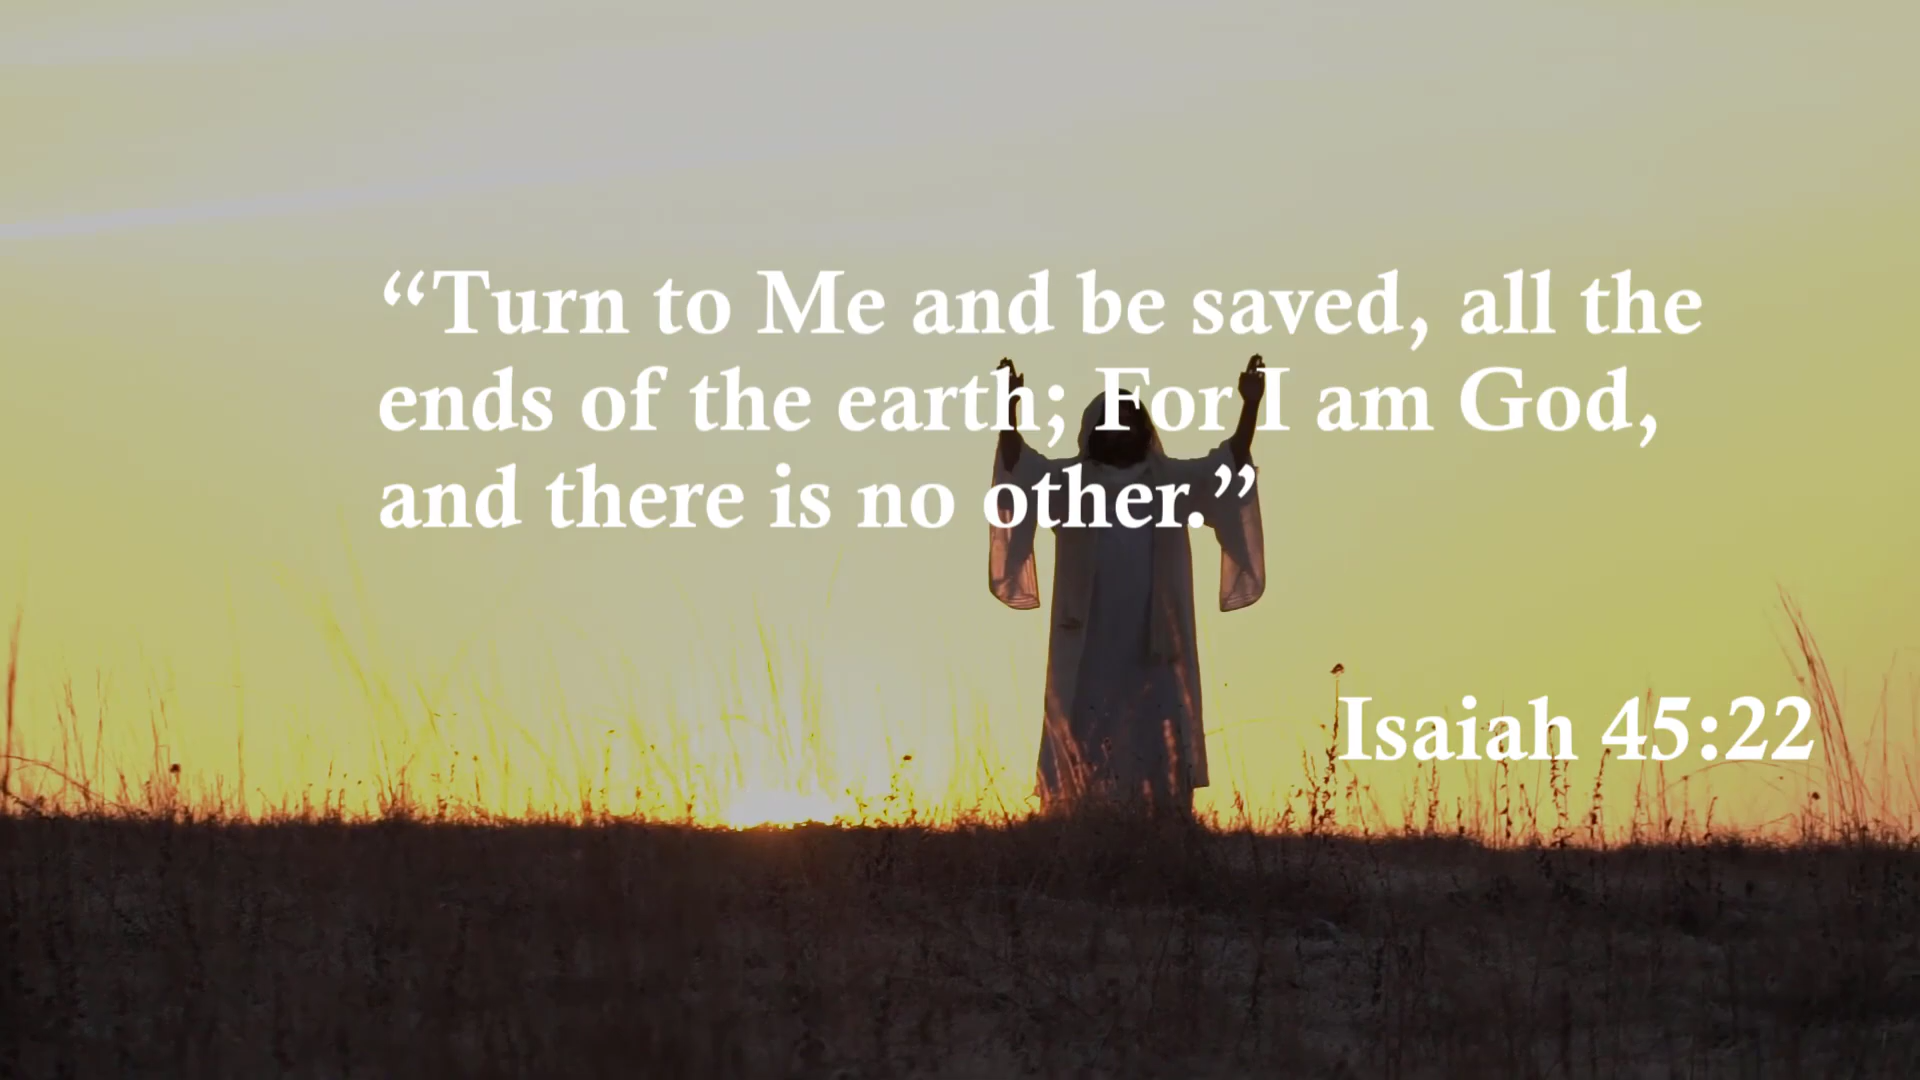 “Turn to Me and be saved, all the
ends of the earth; For I am God,
and there is no other.”
Isaiah 45:22